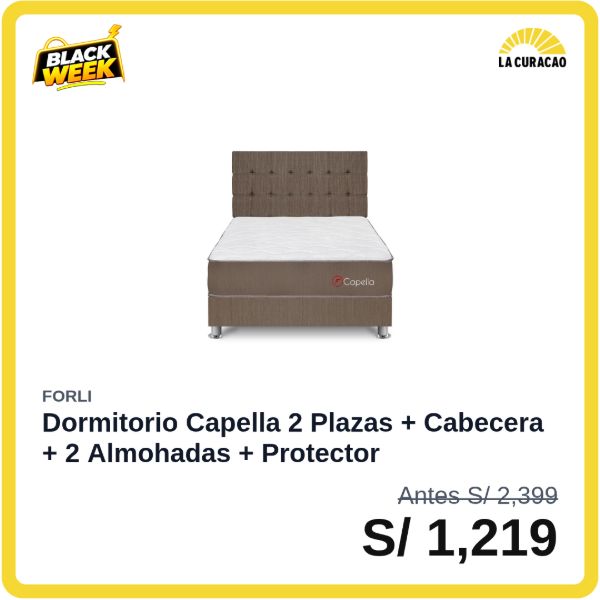 BLACK
WEEK
LA CURACAO
Capella
FORLI
Dormitorio Capella 2 Plazas + Cabecera
+ 2 Almohadas + Protector
Antes S/ 2,399
S/ 1,219